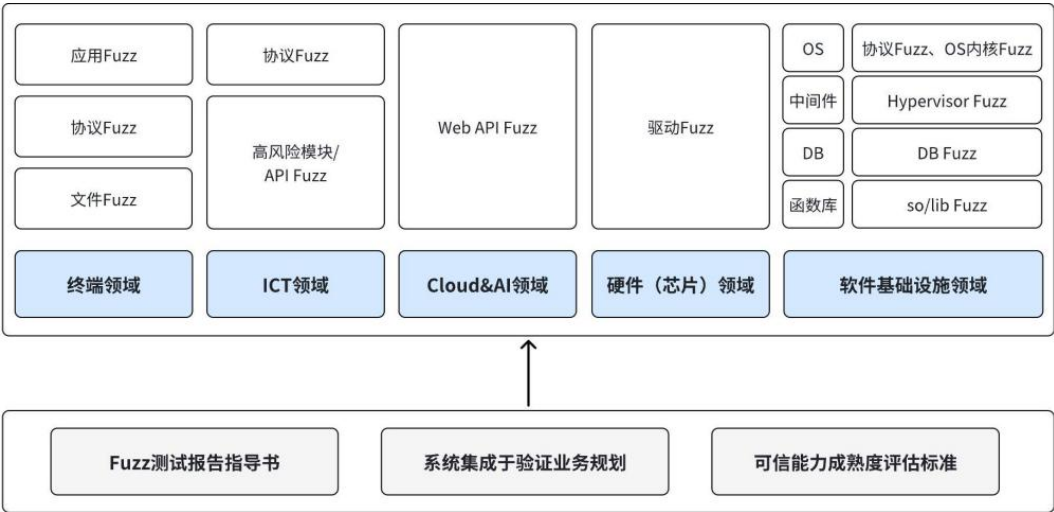 应用Fuzz
协议Fuzz
文件Fuzz
终端领域
协议Fuzz
高风险模块/
API Fuzz
ICT领域
Web API Fuzz
Cloud&AI领域
驱动Fuzz
硬件（芯片）领域
OS
协议Fuzz、OS内核Fuzz
中间件
Hypervisor Fuzz
DB
DB Fuzz
函数库
so/lib Fuzz
软件基础设施领域
Fuzz测试报告指导书
系统集成于验证业务规划
可信能力成熟度评估标准